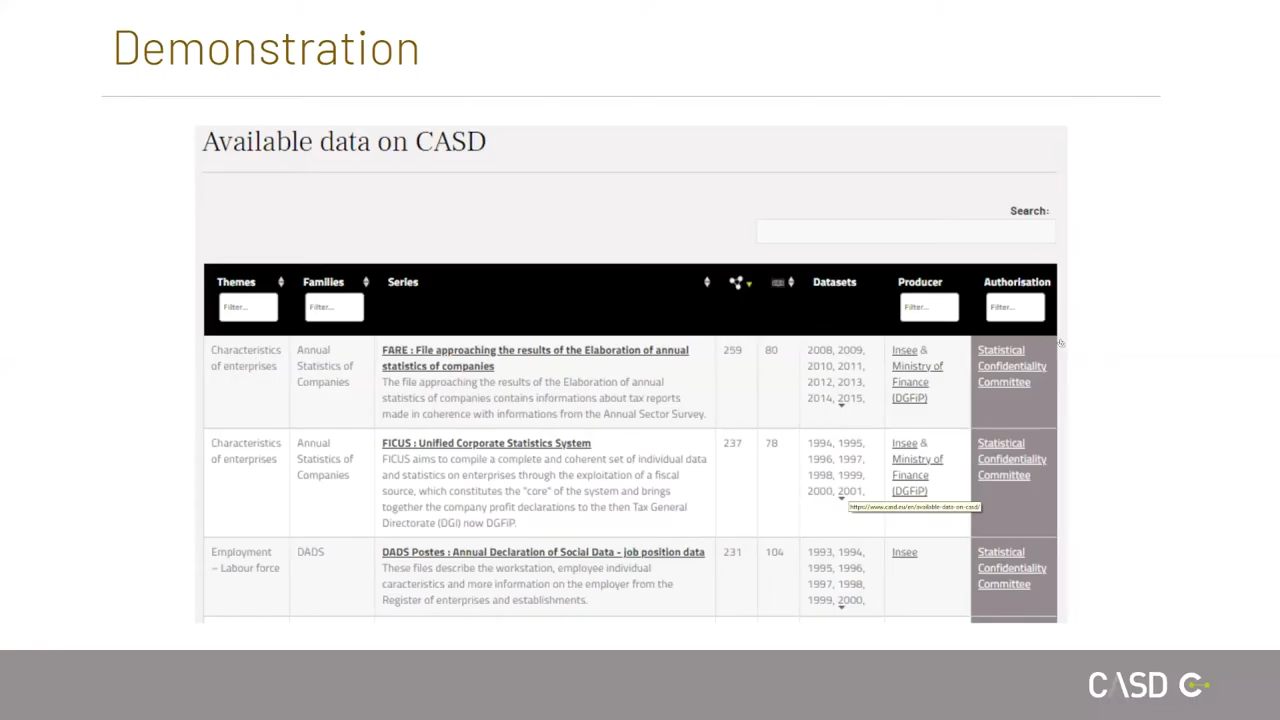 Demonstration
Available data on CASD
Search:
Themes Families Series Datasets Producer Authorisation
Filter... Filter... Filter... Filter...
Characteristics Annual FARE : File approaching the results of the Elaboration of annual 259 80 2008, 2009, Insee & Statistical
of enterprises Statistics of statistics of companies 2010, 2011, Ministry of Confidentiality
Companies The file approaching the results of the Elaboration of annual 2012, 2013, Finance Committee
statistics of companies contains informations about tax reports 2014, 2015, (DGFiP)
made in coherence with informations from the Annual Sector Survey.
Characteristics Annual FICUS : Unified Corporate Statistics System 237 78 1994, 1995, Insee & Statistical
of enterprises Statistics of FICUS aims to compile a complete and coherent set of individual data 1996, 1997, Ministry of Confidentiality
Companies and statistics on enterprises through the exploitation of a fiscal 1998, 1999, Finance Committee
source, which constitutes the "core" of the system and brings 2000, 2001, (DGFiP)
together the company profit declarations to the then Tax General https://www.casd.eu/en/available-data-on-casd/
Directorate (DGI) now DGFiP.
Employment DADS DADS Postes : Annual Declaration of Social Data - job position data 231 104 1993, 1994, Insee Statistical
– Labour force These files describe the workstation, employee individual 1995, 1996, Confidentiality
caracteristics and more information on the employer from the 1997, 1998, Committee
Register of enterprises and establishments. 1999, 2000,
CASD